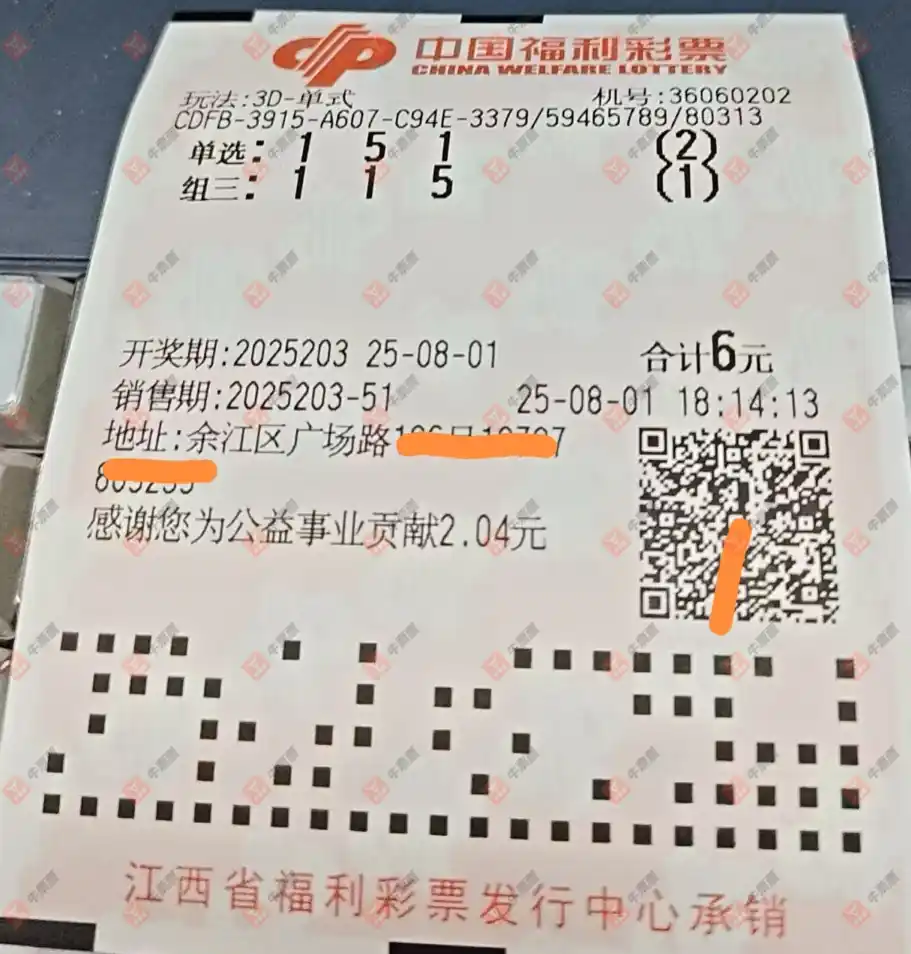 中国福利彩票
CHINA WELFARE LOTTERY
玩法:3D-单式 机号:36060202
CDFB-3915-A607-C94E-3379/59465789/80313
单选: 1 5 1 (2)
组三: 1 1 5 (1)
开奖期:2025203 25-08-01 合计6元
销售期:2025203-51 25-08-01 18:14:13
地址:余江区广场路
感谢您为公益事业贡献2.04元
江西省福利彩票发行中心承销